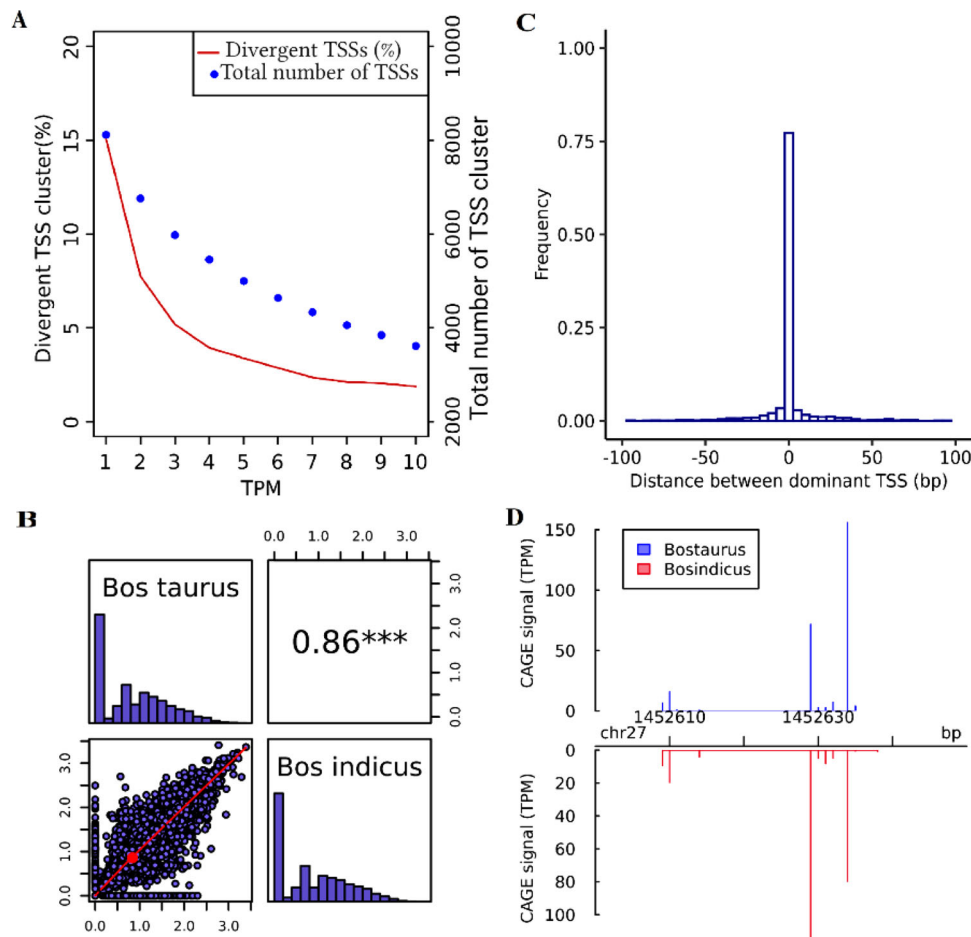 A
Divergent TSSs (%)
Total number of TSSs
20
15
10
5
0
Divergent TSS cluster(%)
10000
8000
6000
4000
2000
Total number of TSS cluster
1 2 3 4 5 6 7 8 9 10
TPM
C
1.00
0.75
0.50
0.25
0.00
Frequency
-100 -50 0 50 100
Distance between dominant TSS (bp)
B
0.0 1.0 2.0 3.0
Bos taurus
0.86***
3.0
2.0
1.0
0.0
3.0
2.0
1.0
0.0
Bos indicus
0.0 1.0 2.0 3.0
D
150
100
50
0
CAGE signal (TPM)
Bostaurus
Bosindicus
1452610 1452630
chr27 bp
0
20
40
60
80
100
CAGE signal (TPM)